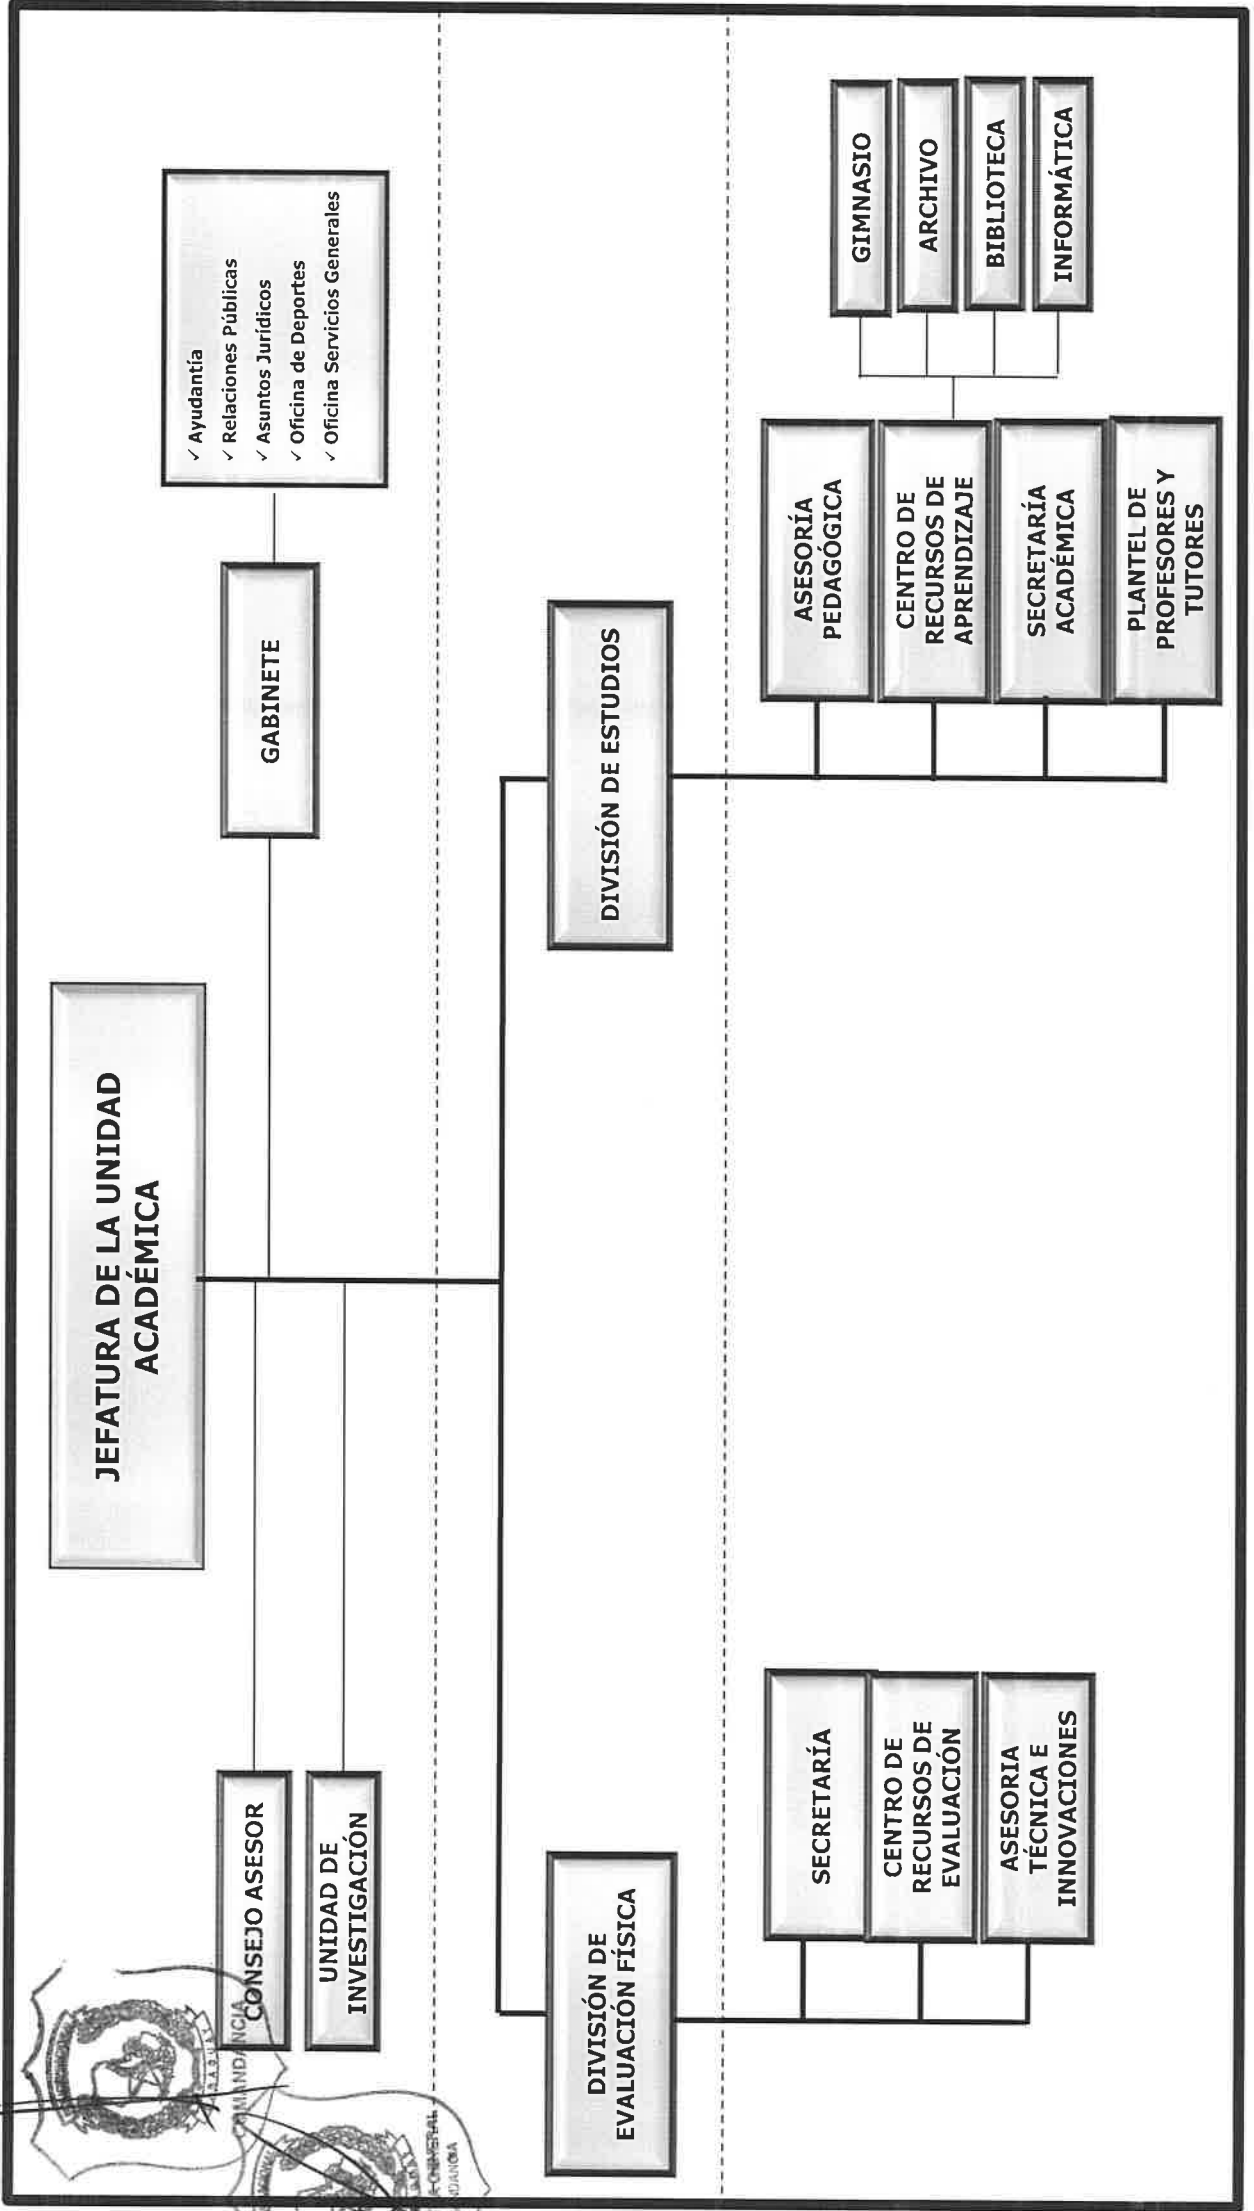 JEFATURA DE LA UNIDAD
ACADÉMICA
CONSEJO ASESOR
UNIDAD DE
INVESTIGACIÓN
GABINETE
✓ Ayudantía
✓ Relaciones Públicas
✓ Asuntos Jurídicos
✓ Oficina de Deportes
✓ Oficina Servicios Generales
DIVISIÓN DE
EVALUACIÓN FÍSICA
DIVISIÓN DE ESTUDIOS
SECRETARÍA
CENTRO DE
RECURSOS DE
EVALUACIÓN
ASESORIA
TÉCNICA E
INNOVACIONES
ASESORÍA
PEDAGÓGICA
CENTRO DE
RECURSOS DE
APRENDIZAJE
SECRETARÍA
ACADÉMICA
PLANTEL DE
PROFESORES Y
TUTORES
GIMNASIO
ARCHIVO
BIBLIOTECA
INFORMÁTICA
COMANDANCIA